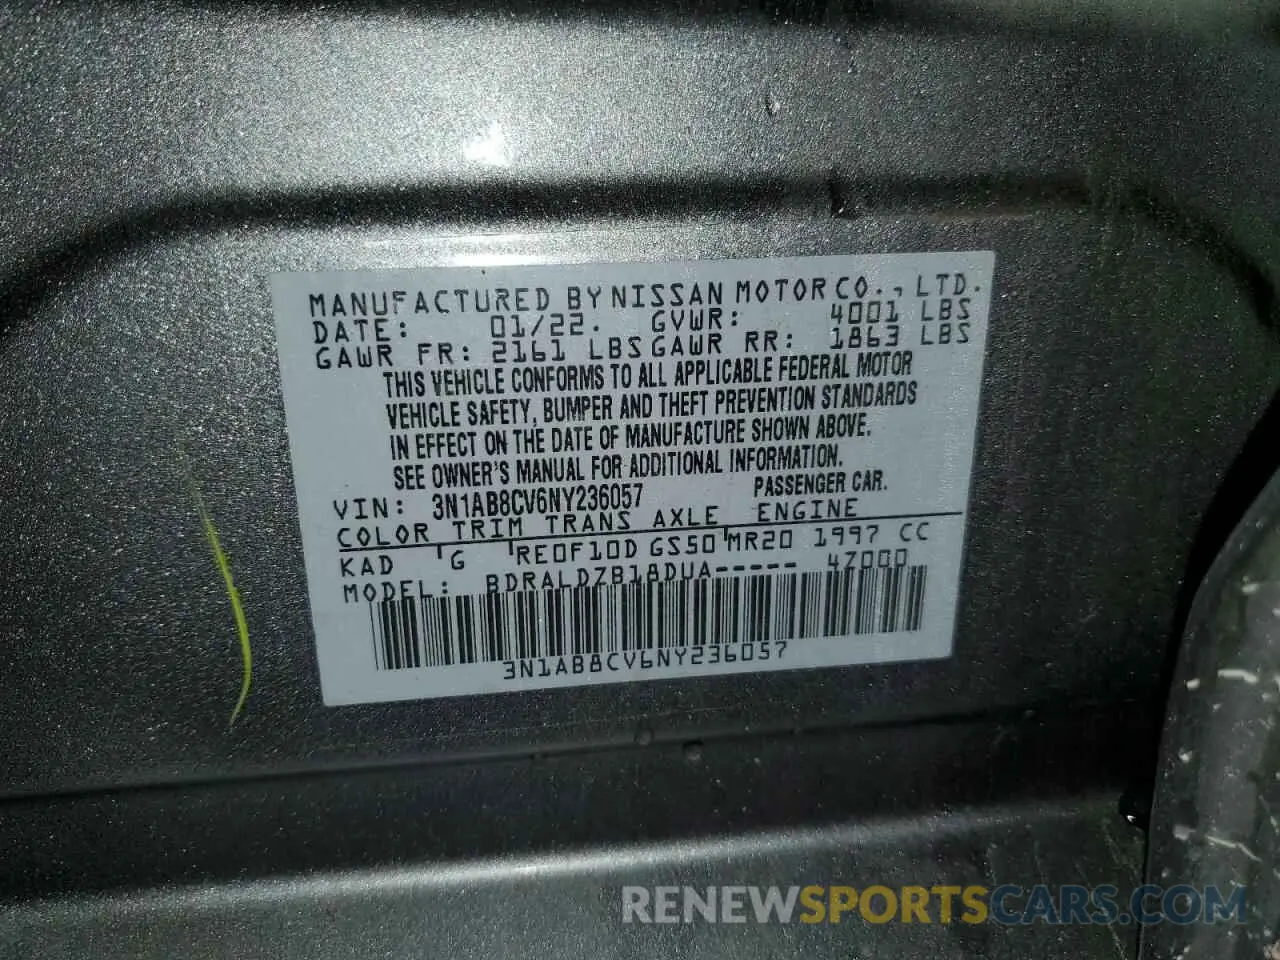 MANUFACTURED BY NISSAN MOTOR CO., LTD.
DATE: 01/22. GVWR: 4001 LBS
GAWR FR: 2161 LBS GAWR RR: 1863 LBS
THIS VEHICLE CONFORMS TO ALL APPLICABLE FEDERAL MOTOR
VEHICLE SAFETY, BUMPER AND THEFT PREVENTION STANDARDS
IN EFFECT ON THE DATE OF MANUFACTURE SHOWN ABOVE.
SEE OWNER'S MANUAL FOR ADDITIONAL INFORMATION.
VIN: 3N1AB8CV6NY236057 PASSENGER CAR.
COLOR TRIM TRANS AXLE ENGINE
KAD G RE0F10D GS50 MR20 1997 CC
MODEL: BDRALDZB18DUA----- 4Z000
3N1AB8CV6NY236057
RENEWSPORTSCARS.COM